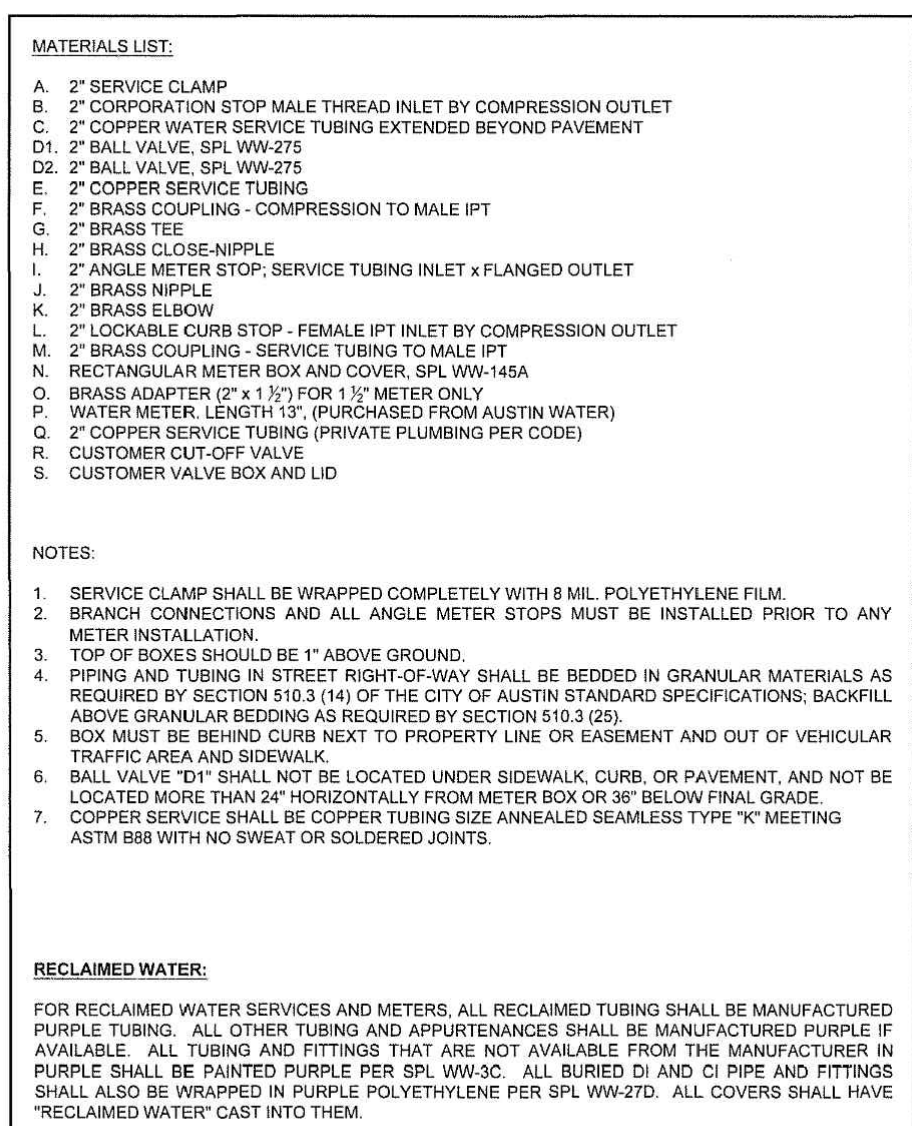 MATERIALS LIST:
A. 2" SERVICE CLAMP
B. 2" CORPORATION STOP MALE THREAD INLET BY COMPRESSION OUTLET
C. 2" COPPER WATER SERVICE TUBING EXTENDED BEYOND PAVEMENT
D1. 2" BALL VALVE, SPL WW-275
D2. 2" BALL VALVE, SPL WW-275
E. 2" COPPER SERVICE TUBING
F. 2" BRASS COUPLING - COMPRESSION TO MALE IPT
G. 2" BRASS TEE
H. 2" BRASS CLOSE-NIPPLE
I. 2" ANGLE METER STOP; SERVICE TUBING INLET x FLANGED OUTLET
J. 2" BRASS NIPPLE
K. 2" BRASS ELBOW
L. 2" LOCKABLE CURB STOP - FEMALE IPT INLET BY COMPRESSION OUTLET
M. 2" BRASS COUPLING - SERVICE TUBING TO MALE IPT
N. RECTANGULAR METER BOX AND COVER, SPL WW-145A
O. BRASS ADAPTER (2" x 1 ½") FOR 1 ½" METER ONLY
P. WATER METER. LENGTH 13", (PURCHASED FROM AUSTIN WATER)
Q. 2" COPPER SERVICE TUBING (PRIVATE PLUMBING PER CODE)
R. CUSTOMER CUT-OFF VALVE
S. CUSTOMER VALVE BOX AND LID
NOTES:
1. SERVICE CLAMP SHALL BE WRAPPED COMPLETELY WITH 8 MIL. POLYETHYLENE FILM.
2. BRANCH CONNECTIONS AND ALL ANGLE METER STOPS MUST BE INSTALLED PRIOR TO ANY
METER INSTALLATION.
3. TOP OF BOXES SHOULD BE 1" ABOVE GROUND.
4. PIPING AND TUBING IN STREET RIGHT-OF-WAY SHALL BE BEDDED IN GRANULAR MATERIALS AS
REQUIRED BY SECTION 510.3 (14) OF THE CITY OF AUSTIN STANDARD SPECIFICATIONS; BACKFILL
ABOVE GRANULAR BEDDING AS REQUIRED BY SECTION 510.3 (25).
5. BOX MUST BE BEHIND CURB NEXT TO PROPERTY LINE OR EASEMENT AND OUT OF VEHICULAR
TRAFFIC AREA AND SIDEWALK.
6. BALL VALVE "D1" SHALL NOT BE LOCATED UNDER SIDEWALK, CURB, OR PAVEMENT, AND NOT BE
LOCATED MORE THAN 24" HORIZONTALLY FROM METER BOX OR 36" BELOW FINAL GRADE.
7. COPPER SERVICE SHALL BE COPPER TUBING SIZE ANNEALED SEAMLESS TYPE "K" MEETING
ASTM B88 WITH NO SWEAT OR SOLDERED JOINTS.
RECLAIMED WATER:
FOR RECLAIMED WATER SERVICES AND METERS, ALL RECLAIMED TUBING SHALL BE MANUFACTURED
PURPLE TUBING. ALL OTHER TUBING AND APPURTENANCES SHALL BE MANUFACTURED PURPLE IF
AVAILABLE. ALL TUBING AND FITTINGS THAT ARE NOT AVAILABLE FROM THE MANUFACTURER IN
PURPLE SHALL BE PAINTED PURPLE PER SPL WW-3C. ALL BURIED DI AND CI PIPE AND FITTINGS
SHALL ALSO BE WRAPPED IN PURPLE POLYETHYLENE PER SPL WW-27D. ALL COVERS SHALL HAVE
"RECLAIMED WATER" CAST INTO THEM.